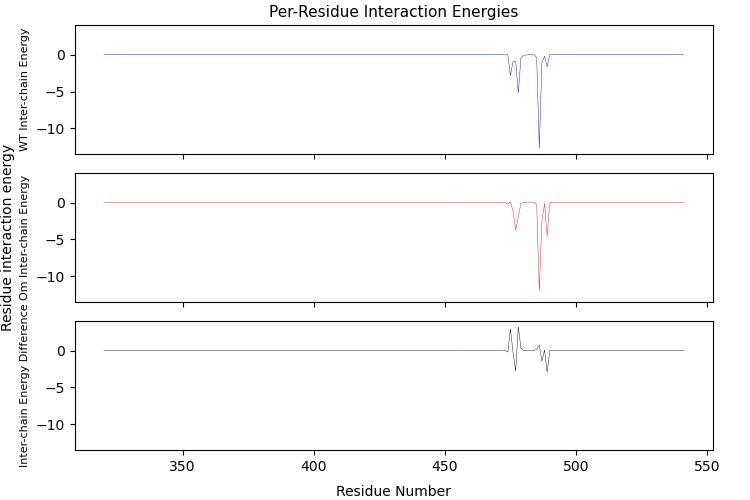 Per-Residue Interaction Energies
WT Inter-chain Energy
0
−5
−10
Residue interaction energy
Om Inter-chain Energy
0
−5
−10
Inter-chain Energy Difference
0
−5
−10
350
400
450
500
550
Residue Number